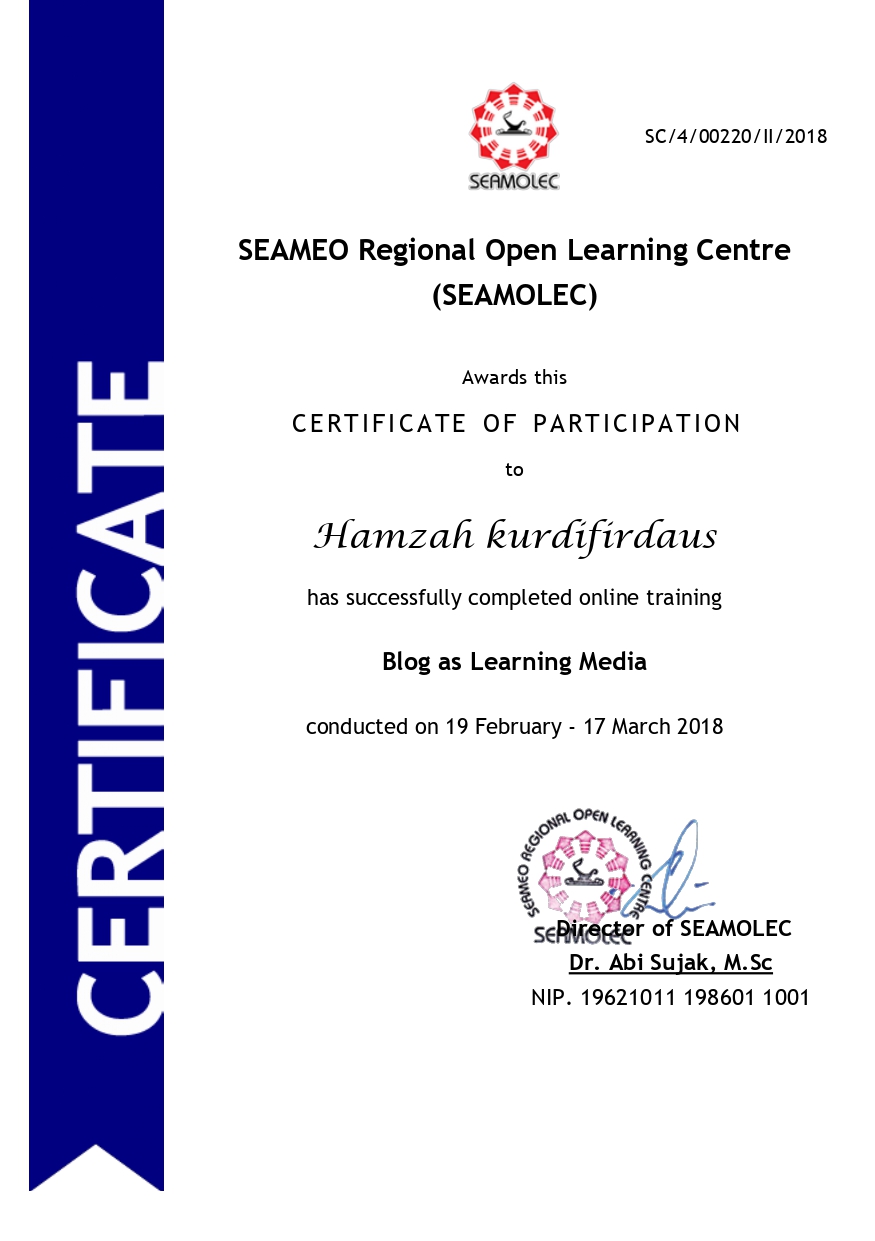 SEAMOLEC
SC/4/00220/II/2018
SEAMEO Regional Open Learning Centre
(SEAMOLEC)
Awards this
CERTIFICATE OF PARTICIPATION
to
Hamzah kurdifirdaus
has successfully completed online training
Blog as Learning Media
conducted on 19 February - 17 March 2018
SEAMEO REGIONAL OPEN LEARNING CENTRE
SEAMOLEC
Director of SEAMOLEC
Dr. Abi Sujak, M.Sc
NIP. 19621011 198601 1001
CERTIFICATE